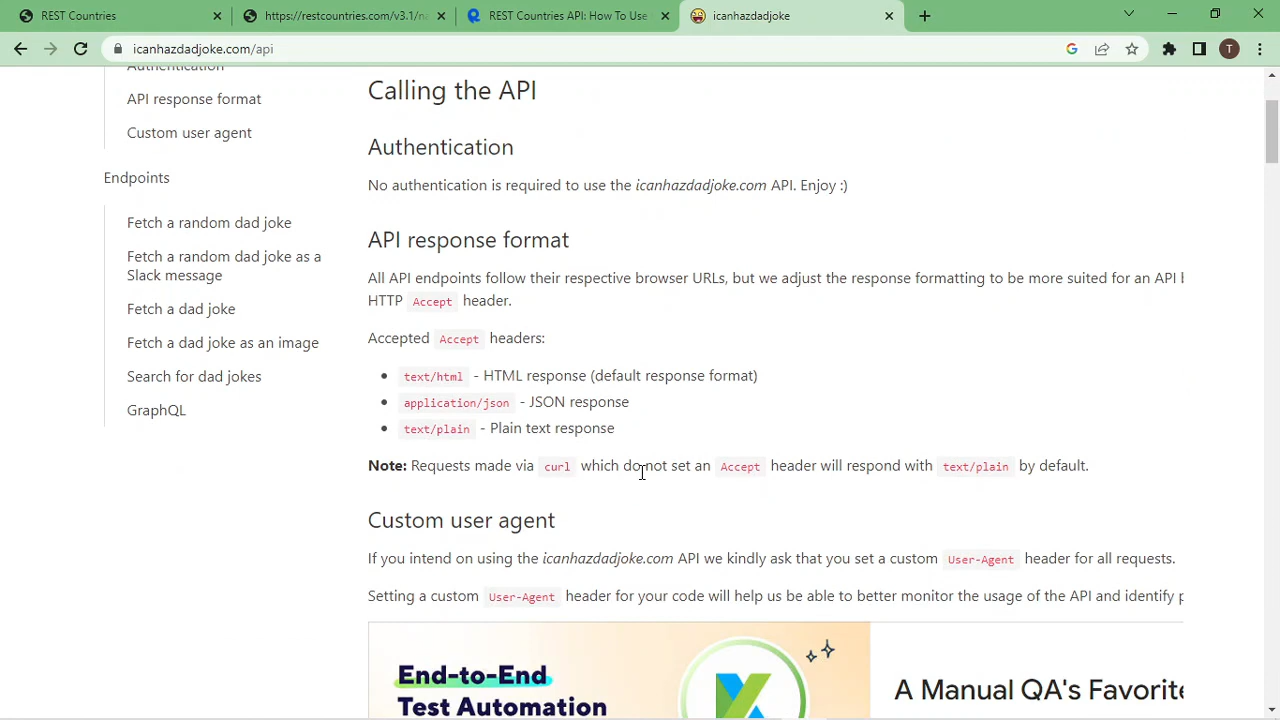 REST Countries
https://restcountries.com/v3.1/na
REST Countries API: How To Use
icanhazdadjoke
icanhazdadjoke.com/api
T
Authentication
API response format
Custom user agent
Endpoints
Fetch a random dad joke
Fetch a random dad joke as a
Slack message
Fetch a dad joke
Fetch a dad joke as an image
Search for dad jokes
GraphQL
Calling the API
Authentication
No authentication is required to use the icanhazdadjoke.com API. Enjoy :)
API response format
All API endpoints follow their respective browser URLs, but we adjust the response formatting to be more suited for an API
HTTP Accept header.
Accepted Accept headers:
text/html - HTML response (default response format)
application/json - JSON response
text/plain - Plain text response
Note: Requests made via curl which do not set an Accept header will respond with text/plain by default.
Custom user agent
If you intend on using the icanhazdadjoke.com API we kindly ask that you set a custom User-Agent header for all requests.
Setting a custom User-Agent header for your code will help us be able to better monitor the usage of the API and identify
End-to-End
Test Automation
A Manual QA's Favorite